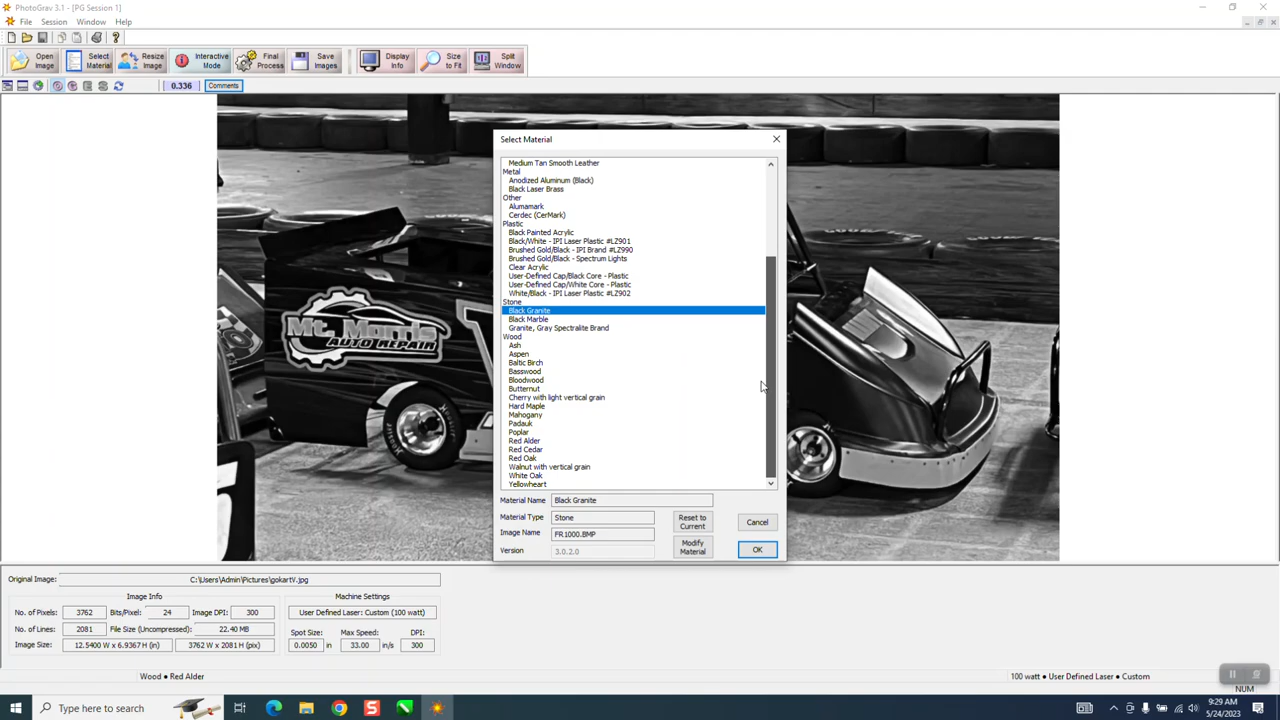 PhotoGrav 3.1 - [PG Session 1]
File Session Window Help
Open Image
Select Material
Resize Image
Interactive Mode
Final Process
Save Images
Display Info
Size to Fit
Split Window
0.336 Comments
Select Material
Medium Tan Smooth Leather
Metal
Anodized Aluminum (Black)
Black Laser Brass
Other
Alumamark
Cerdec (CerMark)
Plastic
Black Painted Acrylic
Black/White - IPI Laser Plastic #LZ901
Brushed Gold/Black - IPI Brand #LZ990
Brushed Gold/Black - Spectrum Lights
Clear Acrylic
User-Defined Cap/Black Core - Plastic
User-Defined Cap/White Core - Plastic
White/Black - IPI Laser Plastic #LZ902
Stone
Black Granite
Black Marble
Granite, Gray Spectralite Brand
Wood
Ash
Aspen
Baltic Birch
Basswood
Bloodwood
Butternut
Cherry with light vertical grain
Hard Maple
Mahogany
Padauk
Poplar
Red Alder
Red Cedar
Red Oak
Walnut with vertical grain
White Oak
Yellowheart
Material Name Black Granite
Material Type Stone
Image Name FR1000.BMP
Version 3.0.2.0
Reset to Current
Modify Material
Cancel
OK
Mt. Morris
AUTO REPAIR
Hoosier
Original Image: C:\Users\Admin\Pictures\gokartV.jpg
Image Info
No. of Pixels: 3762 Bits/Pixel: 24 Image DPI: 300
No. of Lines: 2081 File Size (Uncompressed): 22.40 MB
Image Size: 12.5400 W x 6.9367 H (in) 3762 W x 2081 H (pix)
Machine Settings
User Defined Laser: Custom (100 watt)
Spot Size: Max Speed: DPI:
0.0050 in 33.00 in/s 300
Wood • Red Alder
100 watt • User Defined Laser • Custom
NUM
Type here to search
9:29 AM
5/24/2023